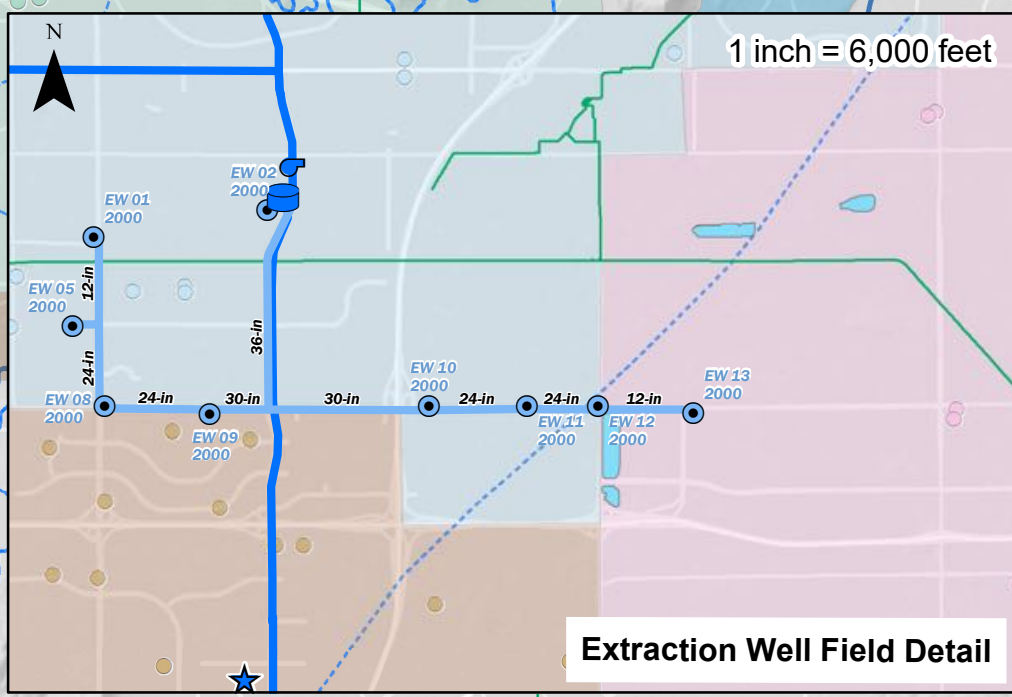 N
1 inch = 6,000 feet
EW 02
2000
EW 01
2000
12-in
EW 05
2000
36-in
24-in
EW 10
2000
EW 13
2000
EW 08
2000
24-in
30-in
30-in
24-in
24-in
12-in
EW 09
2000
EW 11
2000
EW 12
2000
Extraction Well Field Detail